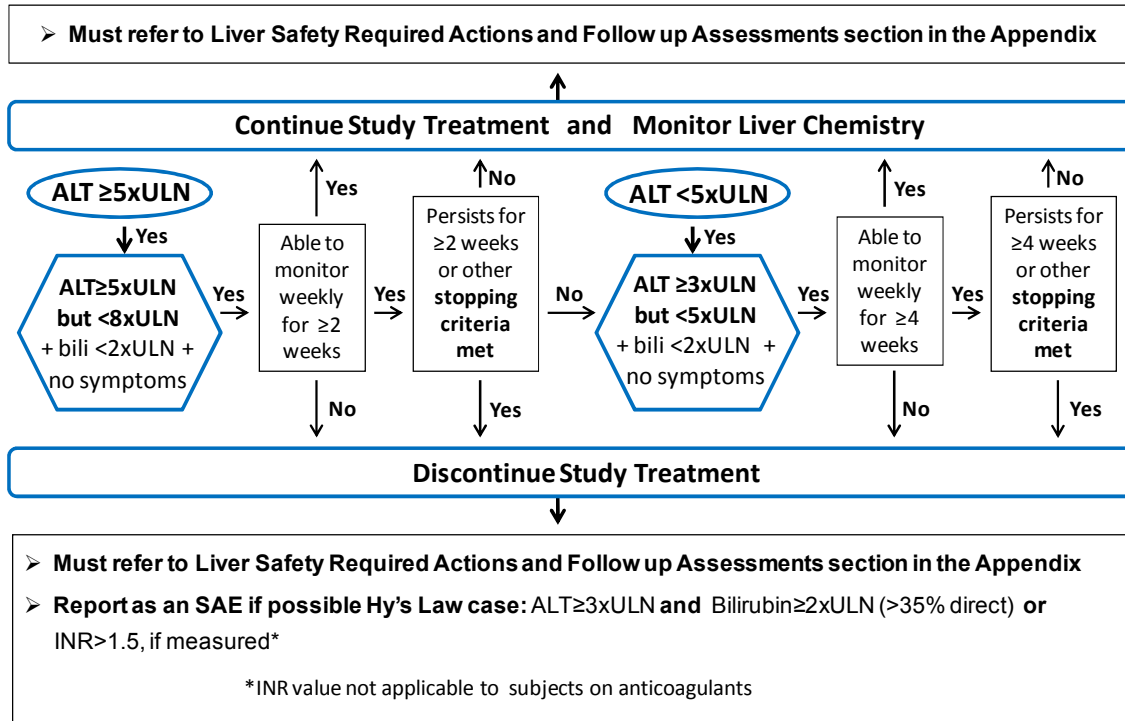 ➢ Must refer to Liver Safety Required Actions and Follow up Assessments section in the Appendix
Continue Study Treatment and Monitor Liver Chemistry
ALT ≥5xULN
Yes
ALT≥5xULN
but <8xULN
+ bili <2xULN +
no symptoms
Yes
Yes
Able to
monitor
weekly
for ≥2
weeks
No
Yes
No
Persists for
≥2 weeks
or other
stopping
criteria
met
Yes
No
ALT <5xULN
Yes
ALT ≥3xULN
but <5xULN
+ bili <2xULN +
no symptoms
Yes
Yes
Able to
monitor
weekly
for ≥4
weeks
No
Yes
No
Persists for
≥4 weeks
or other
stopping
criteria
met
Yes
Discontinue Study Treatment
➢ Must refer to Liver Safety Required Actions and Follow up Assessments section in the Appendix
➢ Report as an SAE if possible Hy's Law case: ALT≥3xULN and Bilirubin≥2xULN (>35% direct) or
INR>1.5, if measured*
*INR value not applicable to subjects on anticoagulants